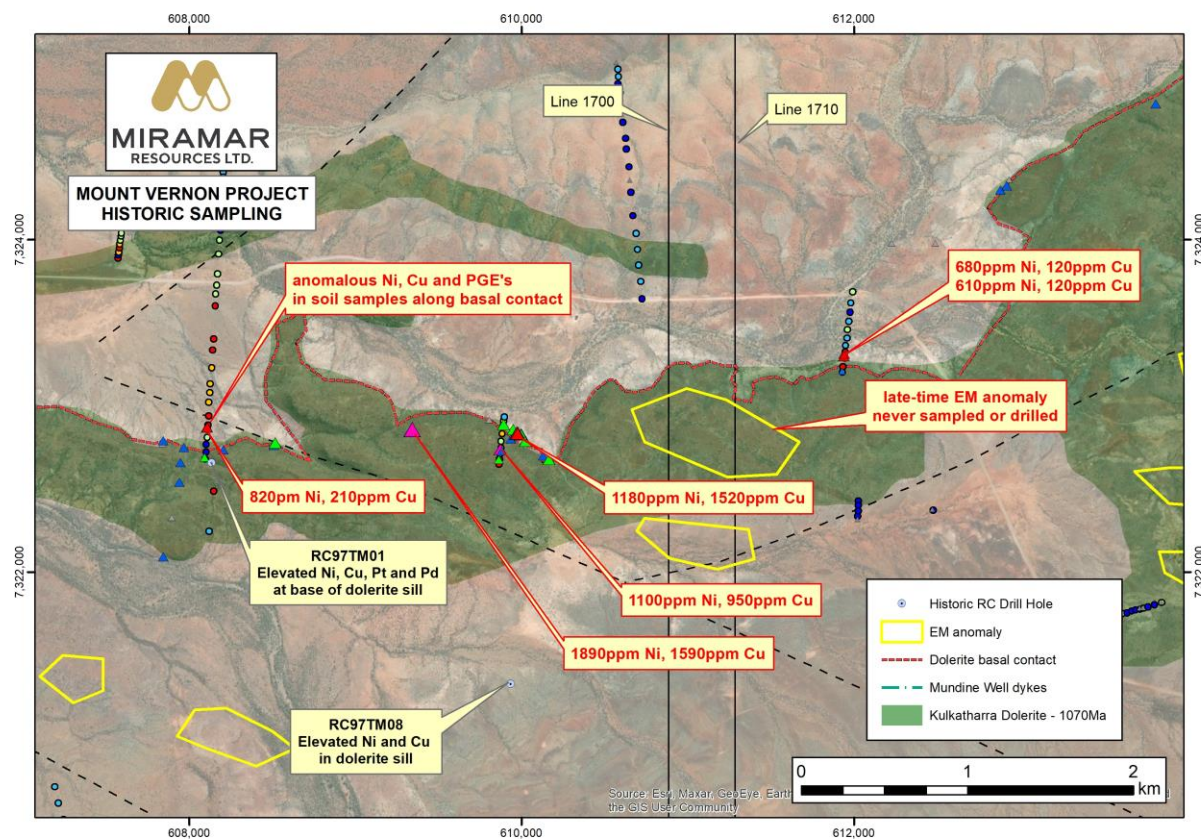 608,000
610,000
612,000
MIRAMAR
RESOURCES LTD.
MOUNT VERNON PROJECT
HISTORIC SAMPLING
Line 1700
Line 1710
7,324,000
7,324,000
anomalous Ni, Cu and PGE's
in soil samples along basal contact
680ppm Ni, 120ppm Cu
610ppm Ni, 120ppm Cu
late-time EM anomaly
never sampled or drilled
820pm Ni, 210ppm Cu
1180ppm Ni, 1520ppm Cu
RC97TM01
Elevated Ni, Cu, Pt and Pd
at base of dolerite sill
1100ppm Ni, 950ppm Cu
1890ppm Ni, 1590ppm Cu
7,322,000
7,322,000
RC97TM08
Elevated Ni and Cu
in dolerite sill
Historic RC Drill Hole
EM anomaly
Dolerite basal contact
Mundine Well dykes
Kulkatharra Dolerite - 1070Ma
0 1 2
km
Source: Esri, Maxar, GeoEye, Earth
the GIS User Community
608,000
610,000
612,000